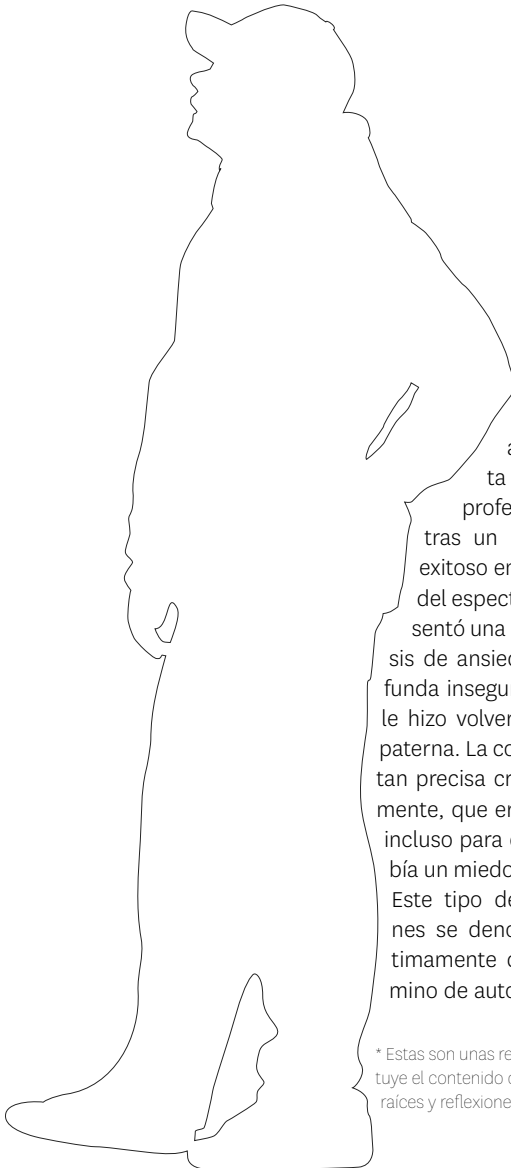 a
ta
profe
tras un
exitoso en
del espect
sentó una
sis de ansied
funda insegu
le hizo volver
paterna. La co
tan precisa cr
mente, que en
incluso para
bía un miedo
Este tipo de
nes se deno
timamente
mino de auto
* Estas son unas re
tuye el contenido
raíces y reflexione